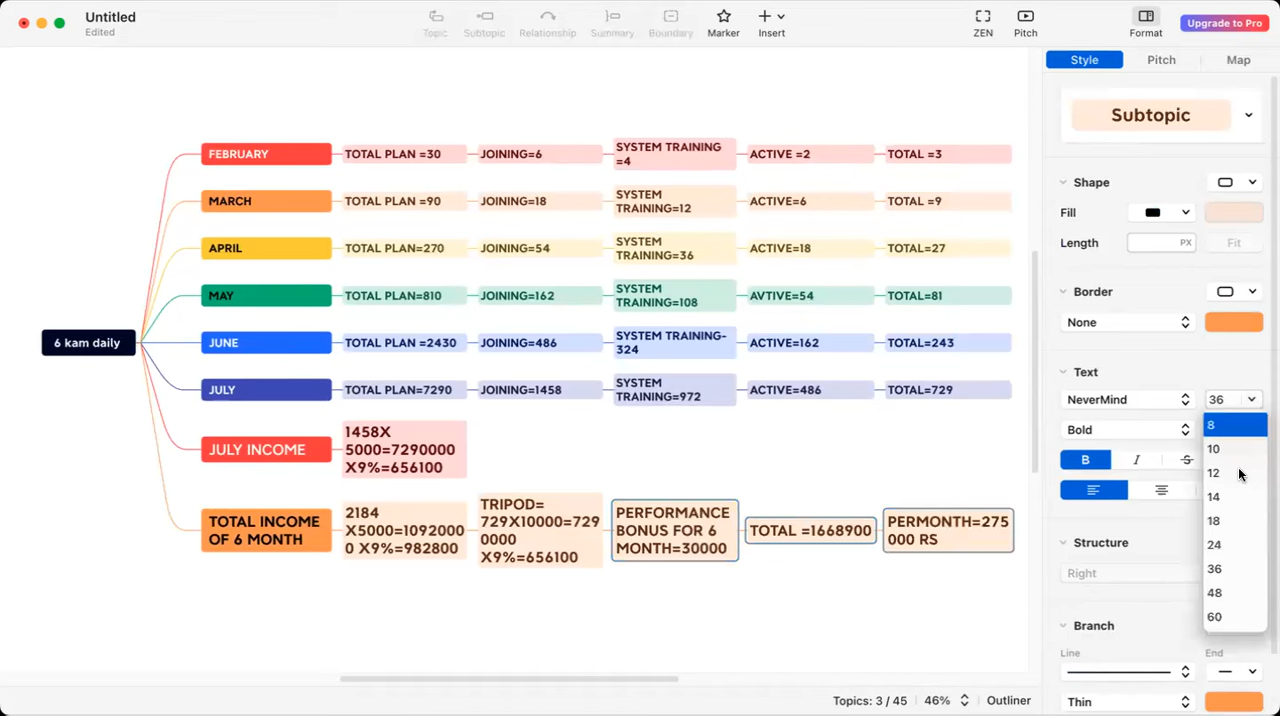 Untitled
Edited
Topic Subtopic Relationship Summary Boundary Marker Insert ZEN Pitch Format Upgrade to Pro
Style Pitch Map
Subtopic
Shape
Fill
Length PX Fit
Border
None
Text
NeverMind 36
Bold
B I S
8
10
12
14
18
24
36
48
60
Structure
Right
Branch
Line End
Thin
6 kam daily
FEBRUARY TOTAL PLAN =30 JOINING=6 SYSTEM TRAINING
=4 ACTIVE =2 TOTAL =3
MARCH TOTAL PLAN =90 JOINING=18 SYSTEM
TRAINING=12 ACTIVE=6 TOTAL =9
APRIL TOTAL PLAN=270 JOINING=54 SYSTEM
TRAINING=36 ACTIVE=18 TOTAL=27
MAY TOTAL PLAN=810 JOINING=162 SYSTEM
TRAINING=108 AVTIVE=54 TOTAL=81
JUNE TOTAL PLAN =2430 JOINING=486 SYSTEM TRAINING-
324 ACTIVE=162 TOTAL=243
JULY TOTAL PLAN=7290 JOINING=1458 SYSTEM
TRAINING=972 ACTIVE=486 TOTAL=729
JULY INCOME
1458X
5000=7290000
X9%=656100
TOTAL INCOME
OF 6 MONTH
2184
X5000=1092000
0 X9%=982800
TRIPOD=
729X10000=729
0000
X9%=656100
PERFORMANCE
BONUS FOR 6
MONTH=30000
TOTAL =1668900
PERMONTH=275
000 RS
Topics: 3 / 45 46% Outliner